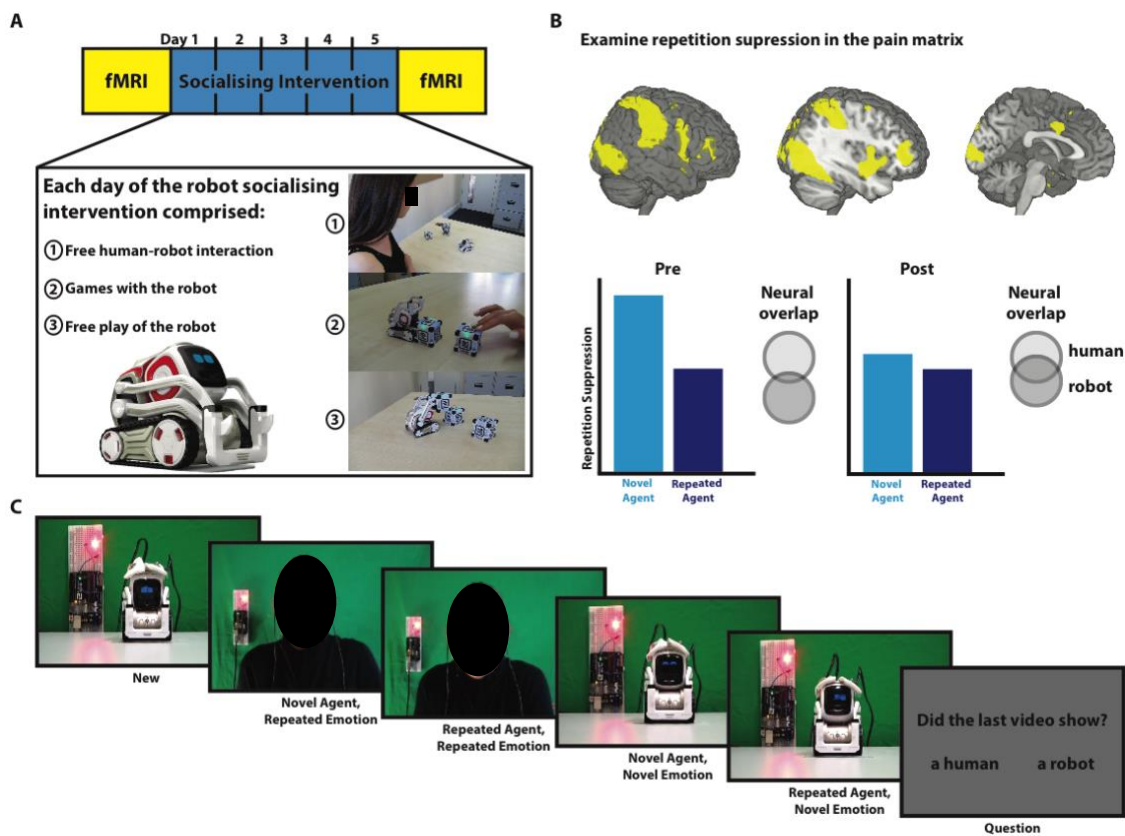 A
Day 1 2 3 4 5
fMRI Socialising Intervention fMRI
Each day of the robot socialising
intervention comprised:
1 Free human-robot interaction
2 Games with the robot
3 Free play of the robot
1
2
3
B
Examine repetition supression in the pain matrix
Pre
Repetition Suppression
Novel
Agent
Repeated
Agent
Neural
overlap
Post
Novel
Agent
Repeated
Agent
Neural
overlap
human
robot
C
New
Novel Agent,
Repeated Emotion
Repeated Agent,
Repeated Emotion
Novel Agent,
Novel Emotion
Repeated Agent,
Novel Emotion
Did the last video show?
a human a robot
Question